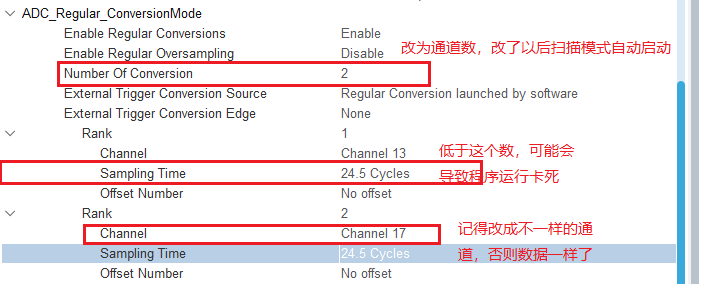 ADC_Regular_ConversionMode
Enable Regular Conversions Enable
Enable Regular Oversampling Disable
改为通道数，改了以后扫描模式自动启动
Number Of Conversion 2
External Trigger Conversion Source Regular Conversion launched by software
External Trigger Conversion Edge None
Rank 1
Channel Channel 13
低于这个数，可能会
Sampling Time 24.5 Cycles
导致程序运行卡死
Offset Number No offset
Rank 2
Channel Channel 17
记得改成不一样的通
Sampling Time 24.5 Cycles
道，否则数据一样了
Offset Number No offset